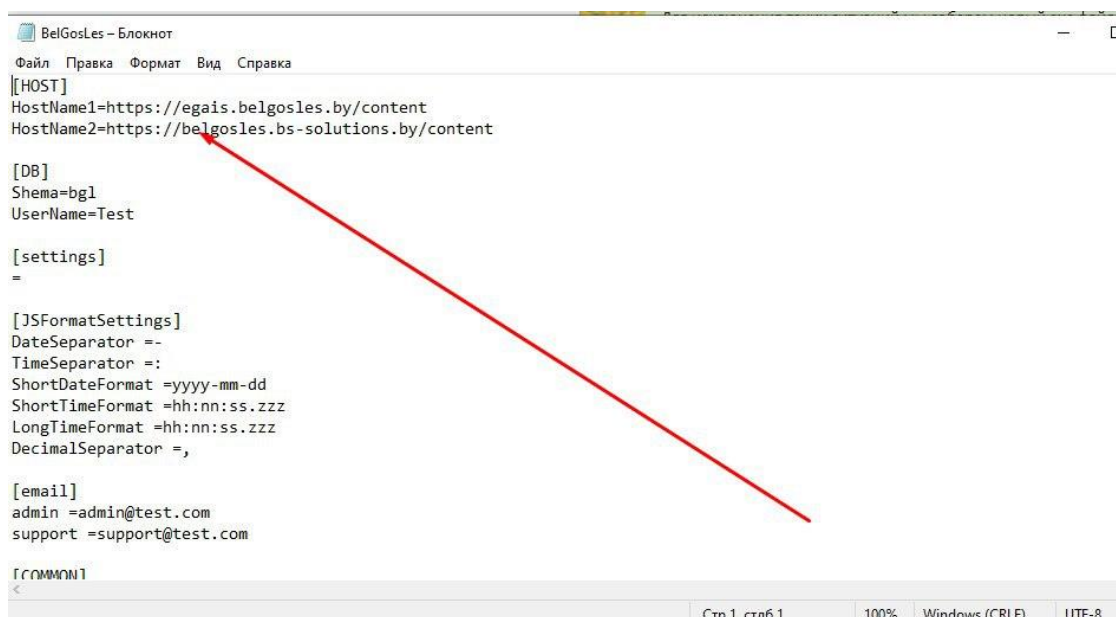 BelGosLes – Блокнот
Файл Правка Формат Вид Справка
[HOST]
HostName1=https://egais.belgosles.by/content
HostName2=https://belgosles.bs-solutions.by/content
[DB]
Shema=bgl
UserName=Test
[settings]
=
[JSFormatSettings]
DateSeparator =-
TimeSeparator =:
ShortDateFormat =yyyy-mm-dd
ShortTimeFormat =hh:nn:ss.zzz
LongTimeFormat =hh:nn:ss.zzz
DecimalSeparator =,
[email]
admin =admin@test.com
support =support@test.com
[COMMON]
Стр 1, стлб 1 100% Windows (CRLF) UTF-8